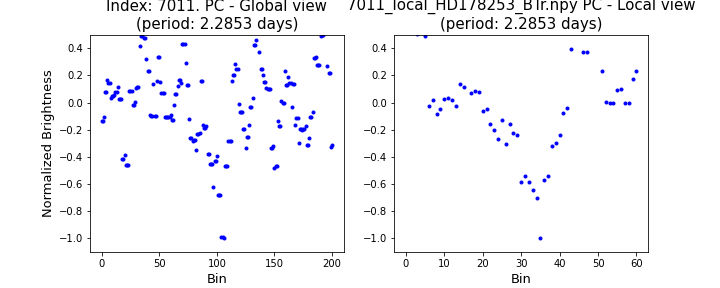 Index: 7011. PC - Global view
(period: 2.2853 days)
7011_local_HD178253_BTr.npy PC - Local view
(period: 2.2853 days)
Normalized Brightness
0.4
0.2
0.0
−0.2
−0.4
−0.6
−0.8
−1.0
0 50 100 150 200
Bin
0.4
0.2
0.0
−0.2
−0.4
−0.6
−0.8
−1.0
0 10 20 30 40 50 60
Bin